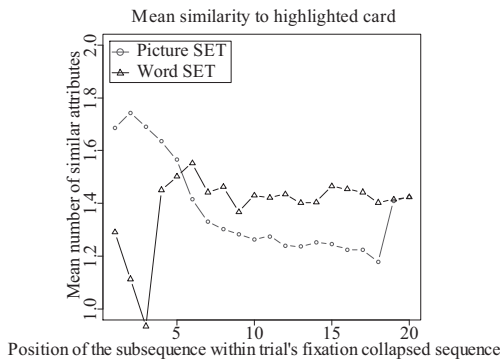 Mean similarity to highlighted card
Picture SET
Word SET
Mean number of similar attributes
2.0
1.8
1.6
1.4
1.2
1.0
5
10
15
20
Position of the subsequence within trial's fixation collapsed sequence